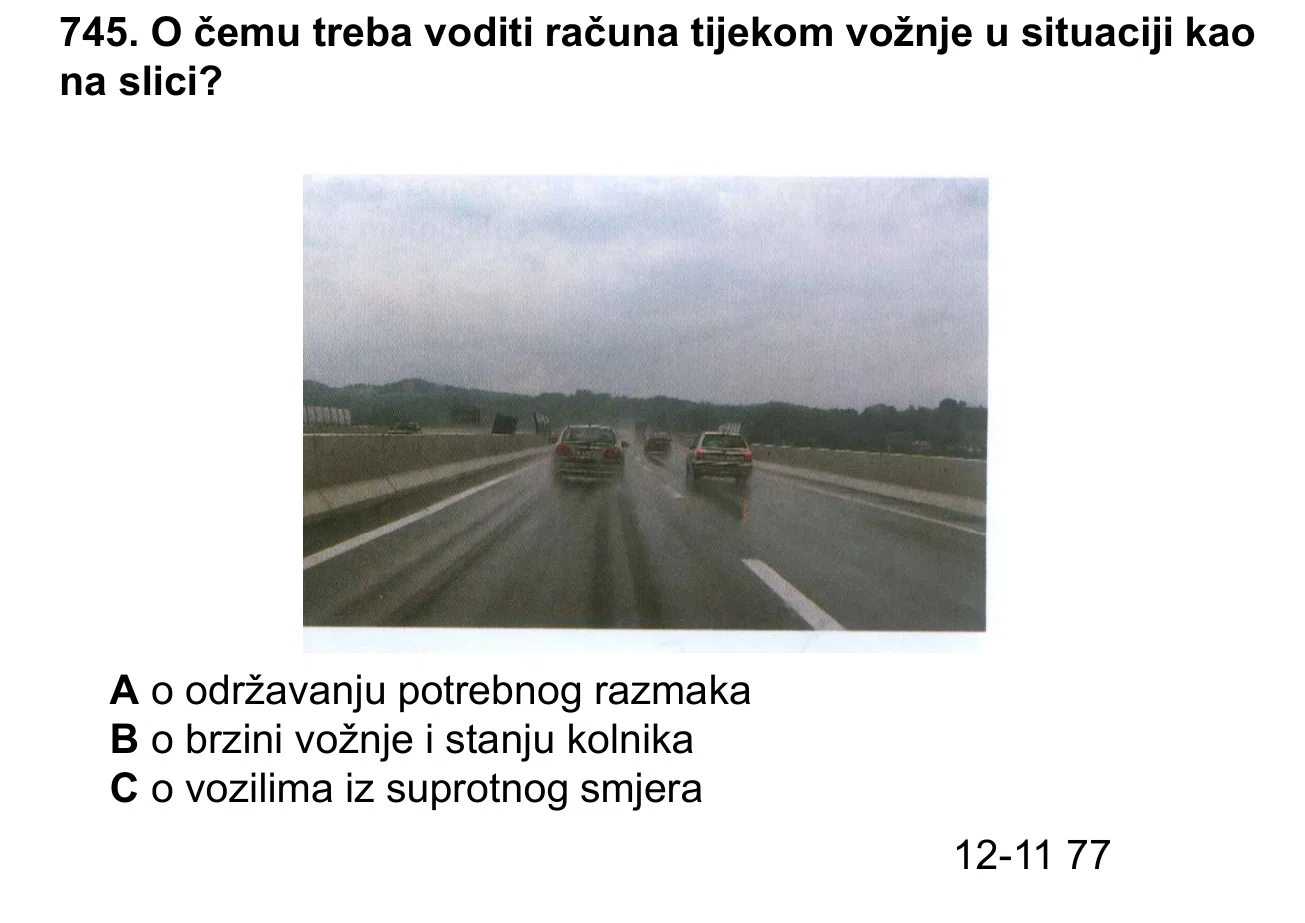 745. O čemu treba voditi računa tijekom vožnje u situaciji kao
na slici?
A o održavanju potrebnog razmaka
B o brzini vožnje i stanju kolnika
C o vozilima iz suprotnog smjera
12-11 77